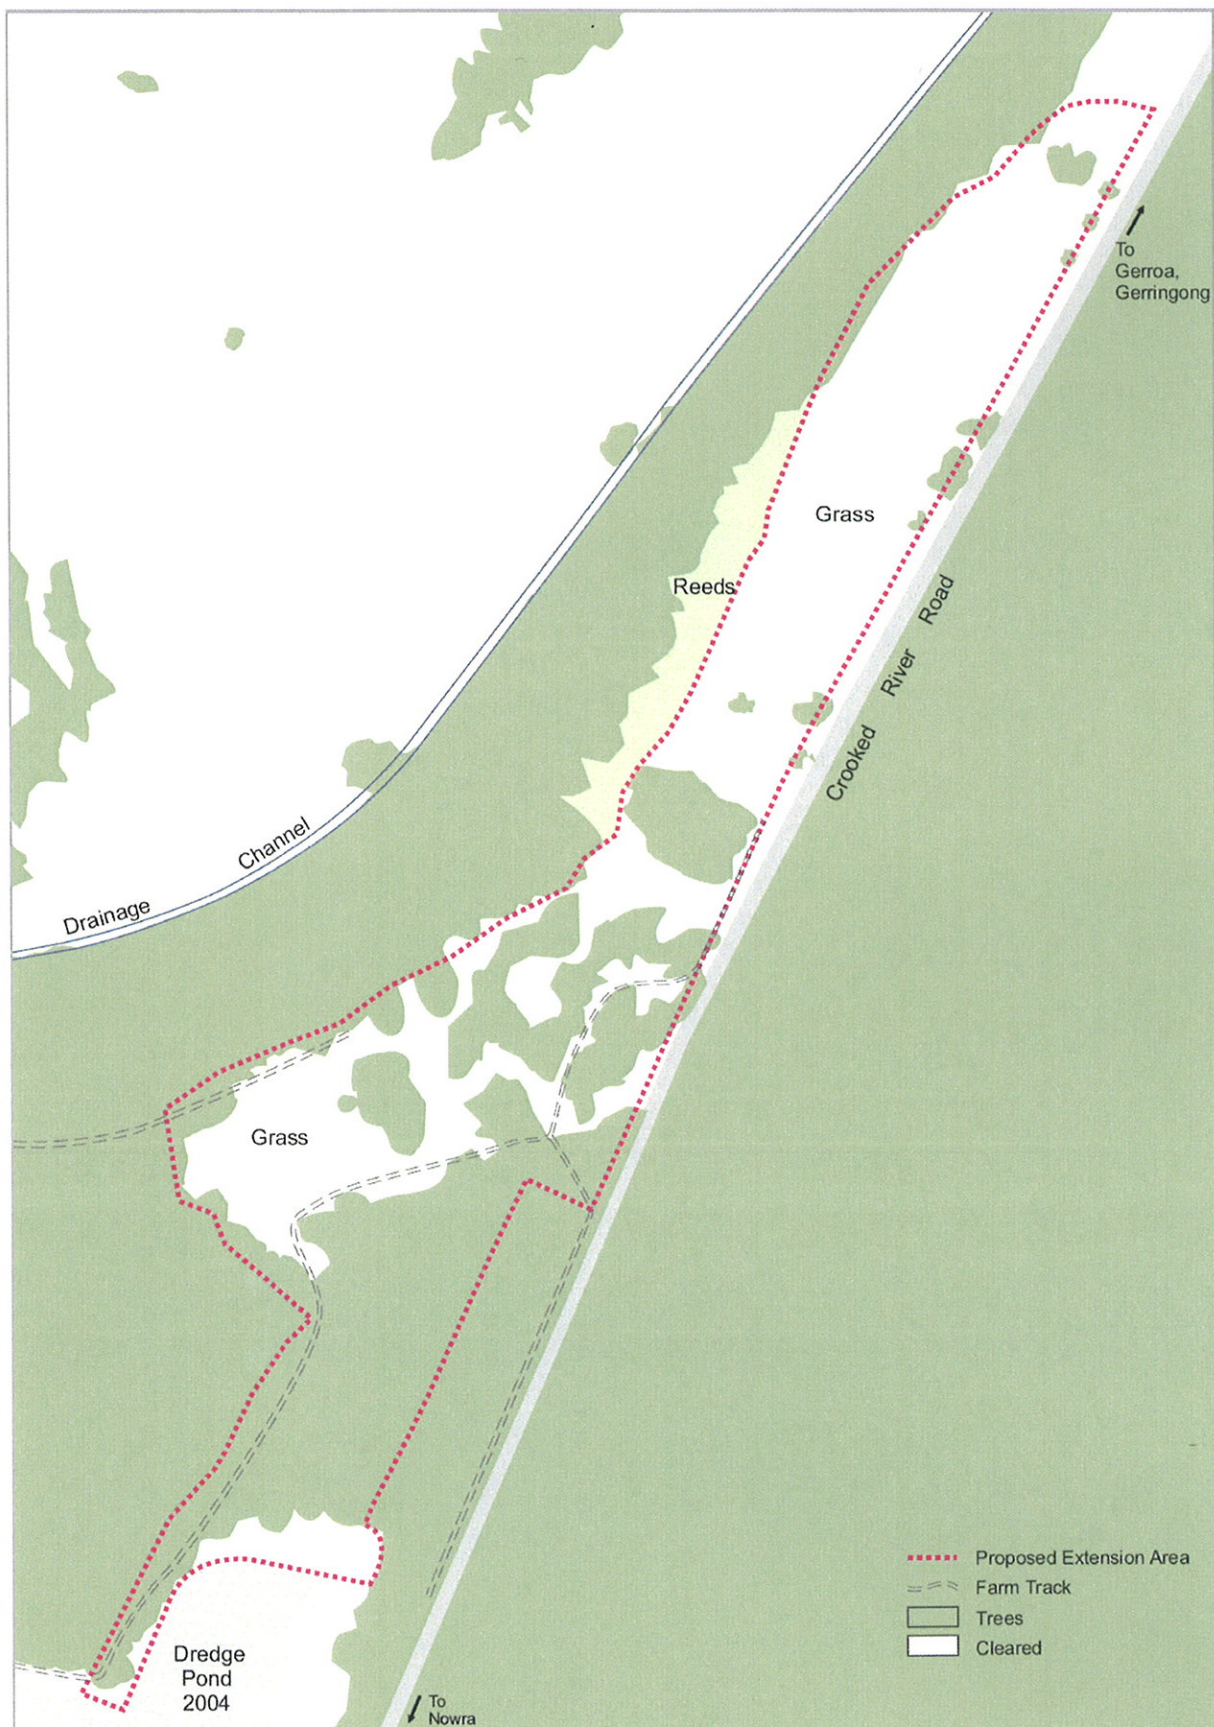 To
Gerroa,
Gerringong
Grass
Reeds
Crooked River Road
Drainage Channel
Grass
Proposed Extension Area
Farm Track
Trees
Cleared
Dredge
Pond
2004
To
Nowra